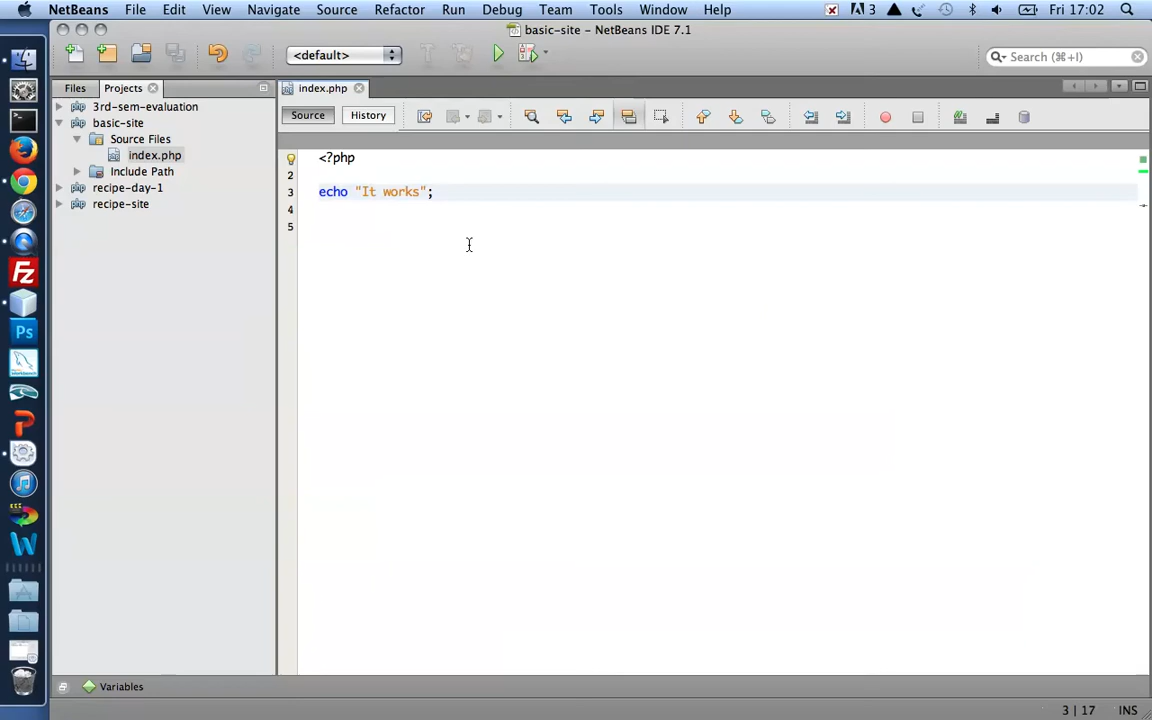 NetBeans File Edit View Navigate Source Refactor Run Debug Team Tools Window Help 3 Fri 17:02
basic-site – NetBeans IDE 7.1
<default> Search (⌘+I)
Files Projects index.php
Source History
3rd-sem-evaluation
basic-site
Source Files
index.php
Include Path
recipe-day-1
recipe-site
<?php
2
3 echo "It works";
4
5
Fz
Ps
W
Variables
3 | 17 INS